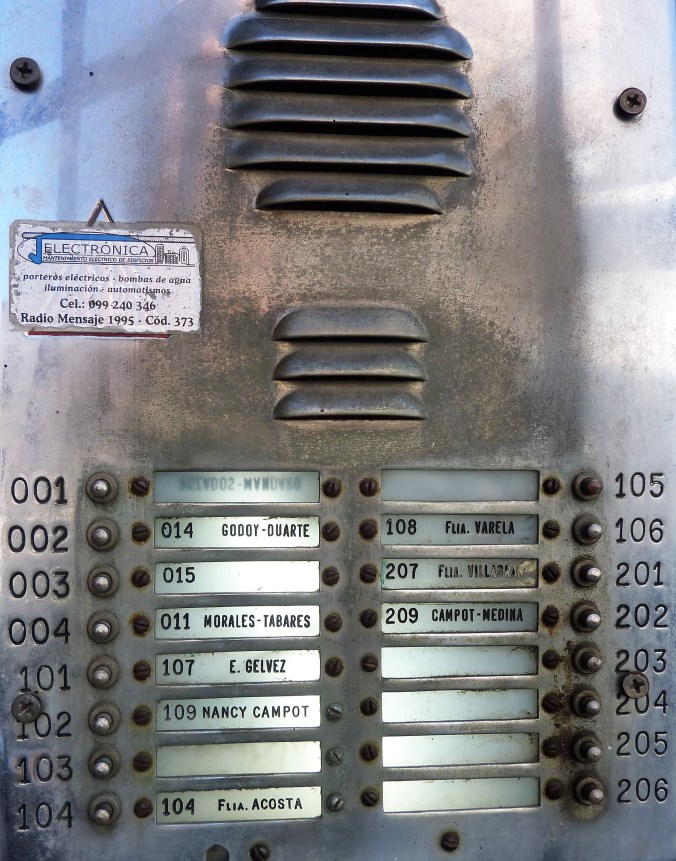 ELECTRÓNICA
MANTENIMIENTO ELECTRICO DE EDIFICIOS
porteros eléctricos - bombas de agua
iluminación - automatismos
Cel.: 099 240 346
Radio Mensaje 1995 - Cód. 373
001 105
002 014 GODOY-DUARTE 108 FLIA. VARELA 106
003 015 207 FLIA. 201
004 011 MORALES-TABARES 209 CAMPOT-MEDINA 202
101 107 E. GELVEZ 203
102 109 NANCY CAMPOT 204
103 205
104 104 FLIA. ACOSTA 206